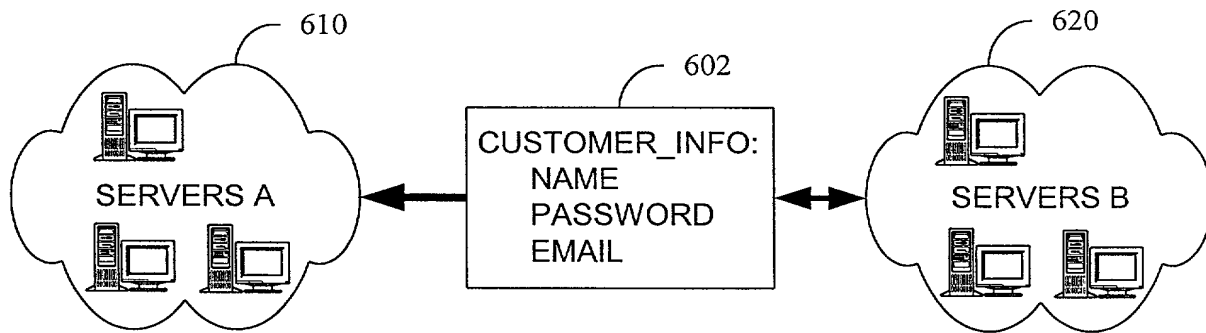 610
620
602
CUSTOMER_INFO:
NAME
PASSWORD
EMAIL
SERVERS A
SERVERS B